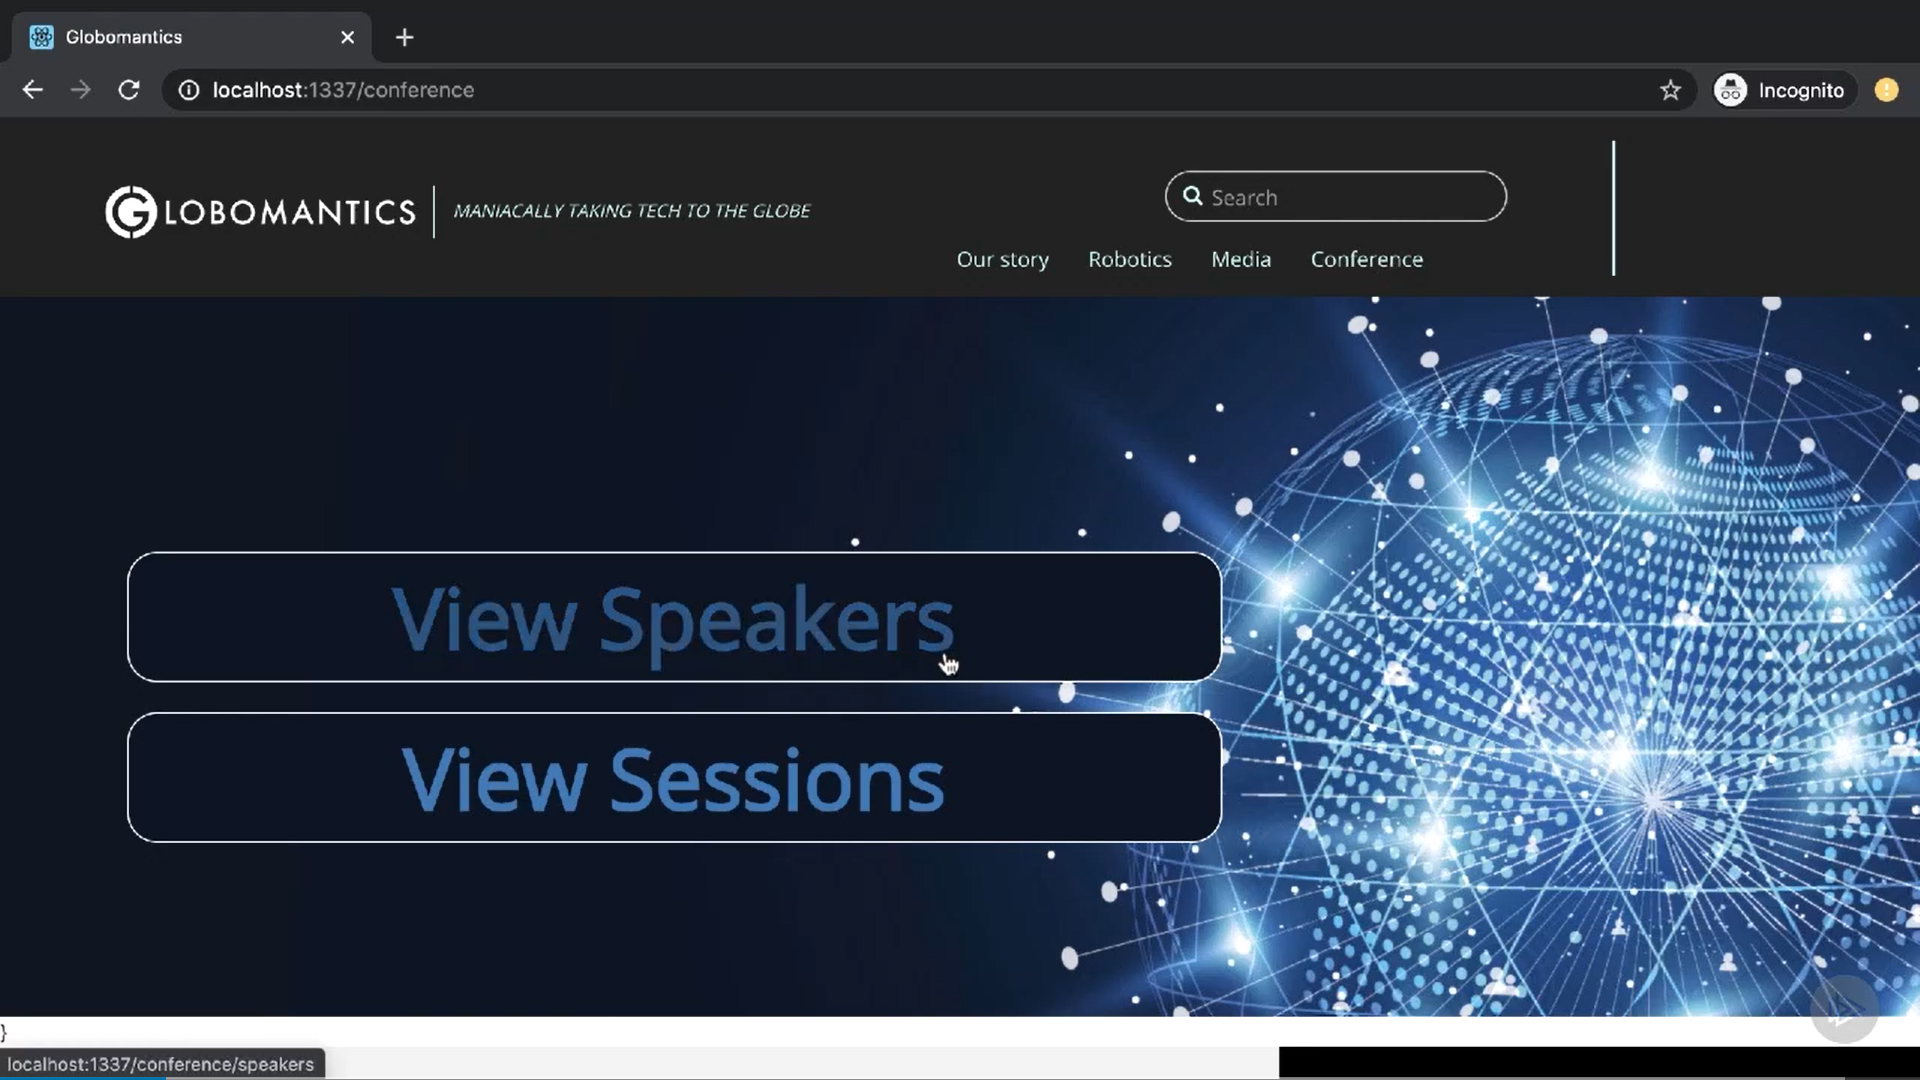 Globomantics
localhost:1337/conference
Incognito
GLOBOMANTICS
MANIACALLY TAKING TECH TO THE GLOBE
Search
Our story Robotics Media Conference
View Speakers
View Sessions
}
localhost:1337/conference/speakers